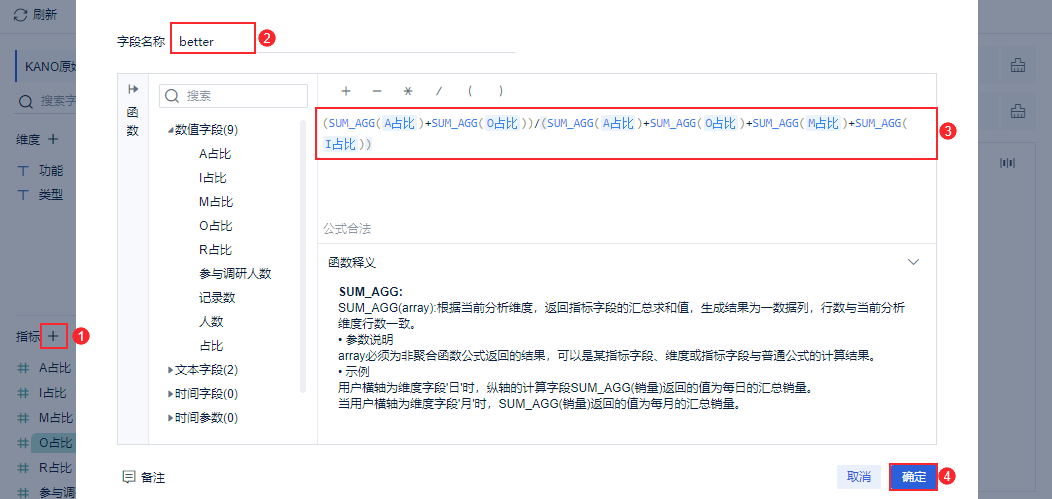 刷新
字段名称 better 2
KANO原始
搜索字
维度 +
功能
类型
指标 + 1
A占比
I占比
M占比
O占比
R占比
参与调
函数
搜索
数值字段(9)
A占比
I占比
M占比
O占比
R占比
参与调研人数
记录数
人数
占比
文本字段(2)
时间字段(0)
时间参数(0)
+ − * / ( )
(SUM_AGG(A占比)+SUM_AGG(O占比))/(SUM_AGG(A占比)+SUM_AGG(O占比)+SUM_AGG(M占比)+SUM_AGG(
I占比)) 3
公式合法
函数释义
SUM_AGG:
SUM_AGG(array):根据当前分析维度，返回指标字段的汇总求和值，生成结果为一数据列，行数与当前分析
维度行数一致。
• 参数说明
array必须为非聚合函数公式返回的结果，可以是某指标字段、维度或指标字段与普通公式的计算结果。
• 示例
用户横轴为维度字段'日'时，纵轴的计算字段SUM_AGG(销量)返回的值为每日的汇总销量。
当用户横轴为维度字段'月'时，SUM_AGG(销量)返回的值为每月的汇总销量。
备注
取消 确定 4